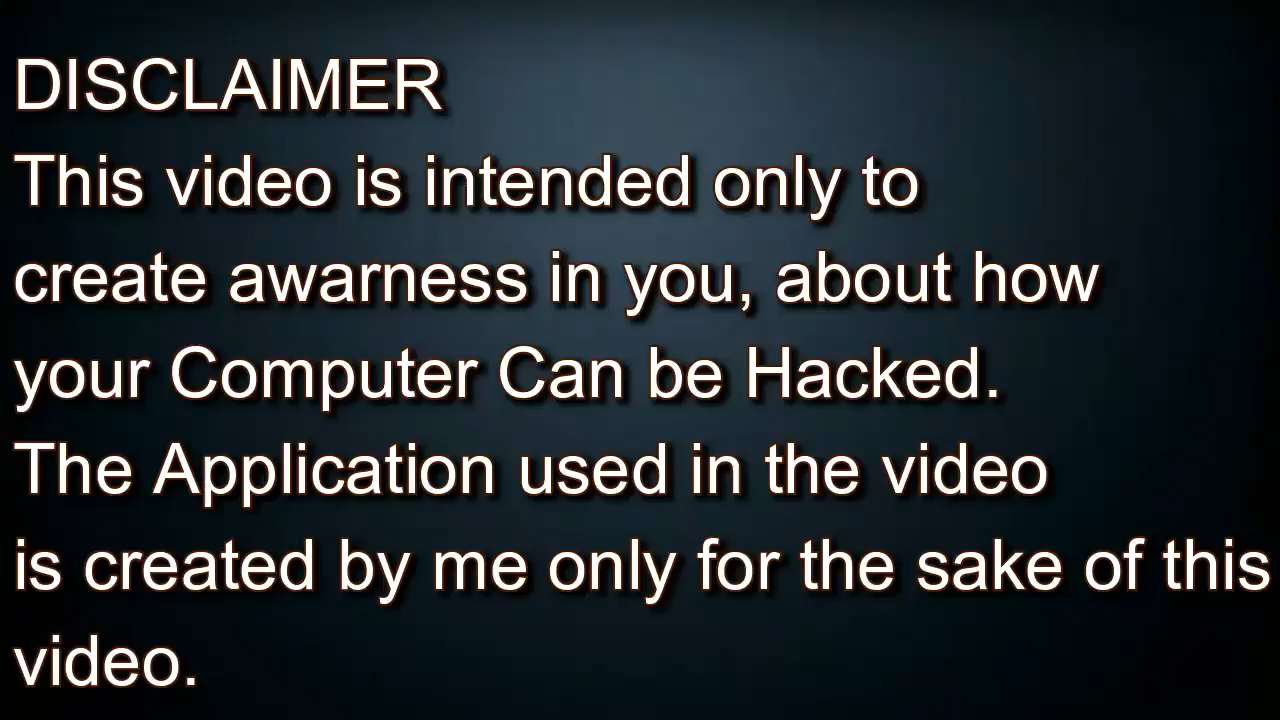 DISCLAIMER
This video is intended only to
create awarness in you, about how
your Computer Can be Hacked.
The Application used in the video
is created by me only for the sake of this
video.